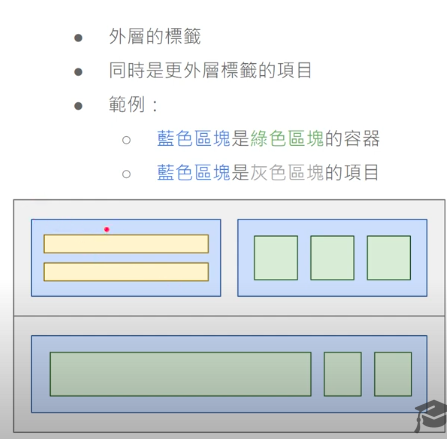 外層的標籤
同時是更外層標籤的項目
範例：
藍色區塊是綠色區塊的容器
藍色區塊是灰色區塊的項目